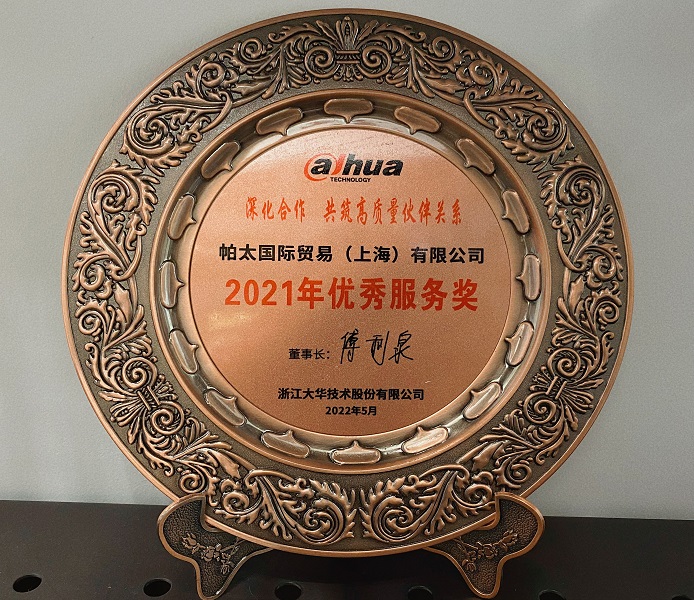 alhua
TECHNOLOGY
深化合作 共筑高质量伙伴关系
帕太国际贸易（上海）有限公司
2021年优秀服务奖
董事长：傅利泉
浙江大华技术股份有限公司
2022年5月